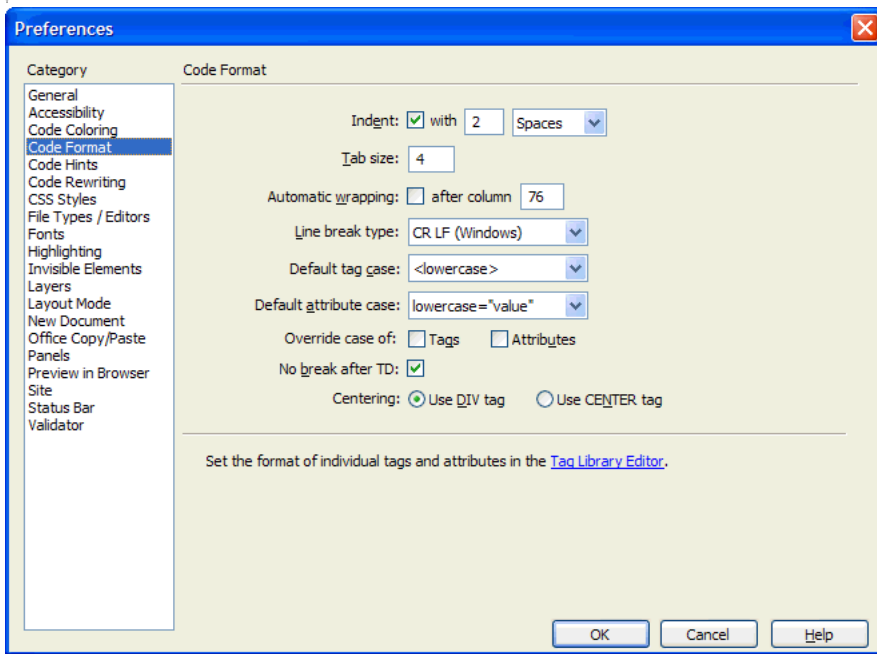 Preferences
Category
General
Accessibility
Code Coloring
Code Format
Code Hints
Code Rewriting
CSS Styles
File Types / Editors
Fonts
Highlighting
Invisible Elements
Layers
Layout Mode
New Document
Office Copy/Paste
Panels
Preview in Browser
Site
Status Bar
Validator
Code Format
Indent: with 2 Spaces
Tab size: 4
Automatic wrapping: after column 76
Line break type: CR LF (Windows)
Default tag case: <lowercase>
Default attribute case: lowercase="value"
Override case of: Tags Attributes
No break after TD:
Centering: Use DIV tag Use CENTER tag
Set the format of individual tags and attributes in the Tag Library Editor.
OK Cancel Help